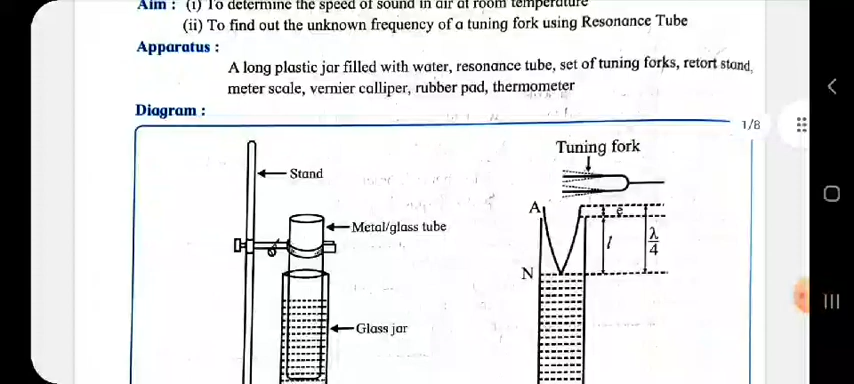 Aim : (i) To determine the speed of sound in air at room temperature
(ii) To find out the unknown frequency of a tuning fork using Resonance Tube
Apparatus :
A long plastic jar filled with water, resonance tube, set of tuning forks, retort stand,
meter scale, vernier calliper, rubber pad, thermometer
Diagram :
1/8
Tuning fork
Stand
A
e
Metal/glass tube
l
λ/4
N
Glass jar